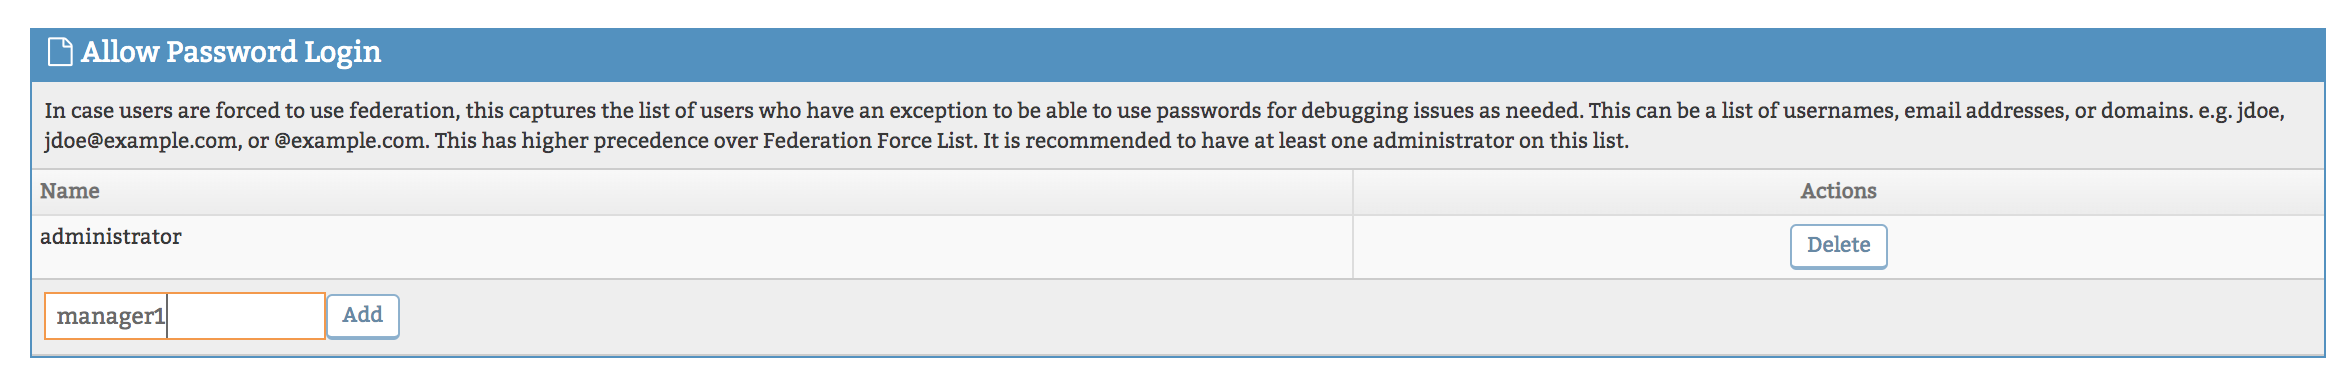 Allow Password Login
In case users are forced to use federation, this captures the list of users who have an exception to be able to use passwords for debugging issues as needed. This can be a list of usernames, email addresses, or domains. e.g. jdoe,
jdoe@example.com, or @example.com. This has higher precedence over Federation Force List. It is recommended to have at least one administrator on this list.
Name Actions
administrator Delete
manager1 Add